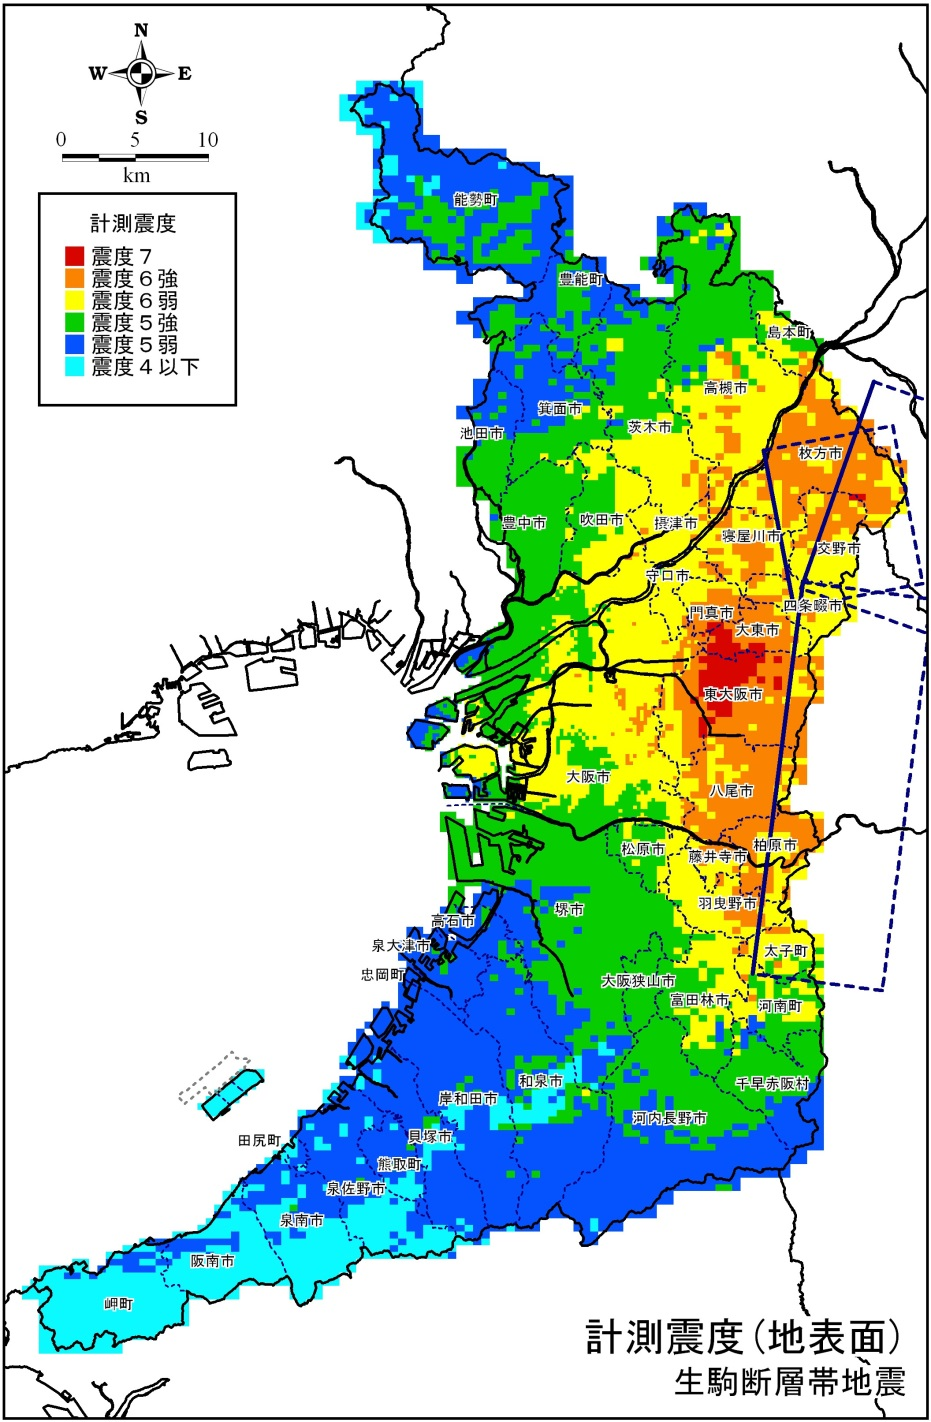 N
W E
S
0 5 10
km
計測震度
震度７
震度６強
震度６弱
震度５強
震度５弱
震度４以下
能勢町
豊能町
島本町
高槻市
箕面市
茨木市
池田市
枚方市
豊中市
吹田市
摂津市
寝屋川市
交野市
守口市
門真市
四条畷市
大東市
東大阪市
大阪市
八尾市
松原市
藤井寺市
柏原市
羽曳野市
堺市
高石市
泉大津市
忠岡町
太子町
大阪狭山市
富田林市
河南町
和泉市
千早赤阪村
岸和田市
河内長野市
貝塚市
田尻町
熊取町
泉佐野市
泉南市
阪南市
岬町
計測震度（地表面）
生駒断層帯地震